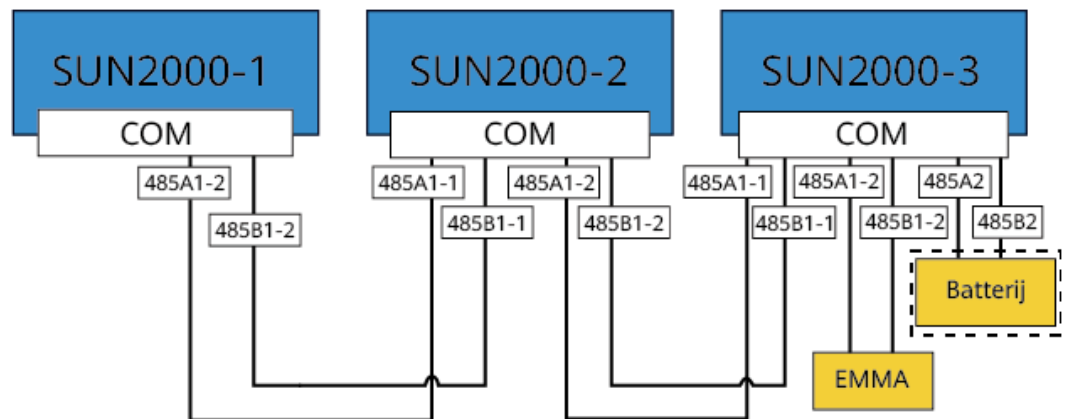 SUN2000-1
SUN2000-2
SUN2000-3
COM
COM
COM
485A1-2
485A1-1
485A1-2
485A1-1
485A1-2
485A2
485B1-2
485B1-1
485B1-2
485B1-1
485B1-2
485B2
Batterij
EMMA